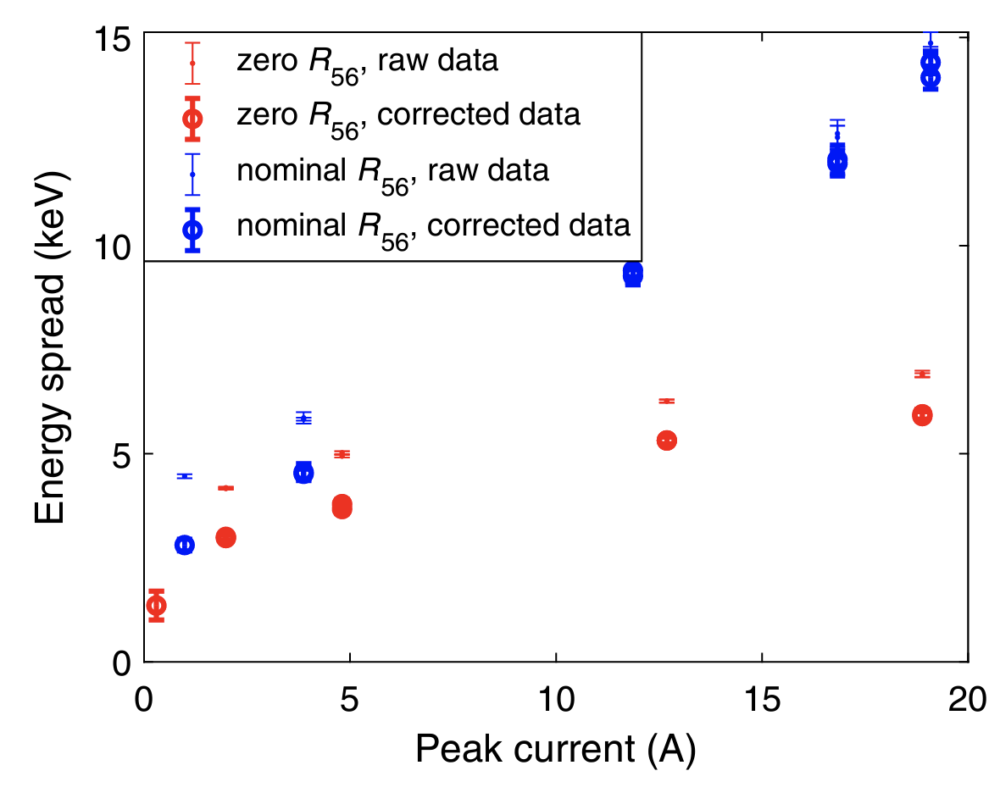 15
10
5
0
Energy spread (keV)
zero R56, raw data
zero R56, corrected data
nominal R56, raw data
nominal R56, corrected data
0 5 10 15 20
Peak current (A)